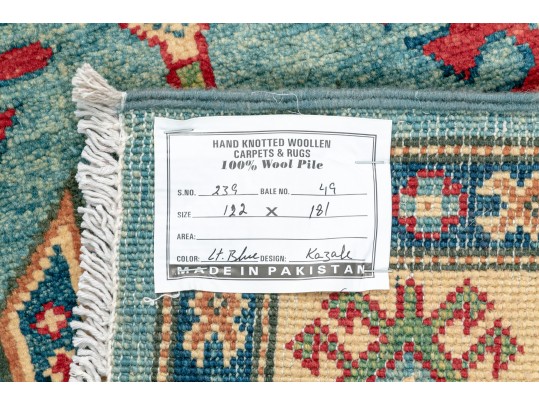 HAND KNOTTED WOOLLEN
CARPETS & RUGS
100% Wool Pile
S.NO. 239 BALE NO. 49
SIZE 122 X 181
AREA:
COLOR: Lt. Blue DESIGN: Kazak
MADE IN PAKISTAN